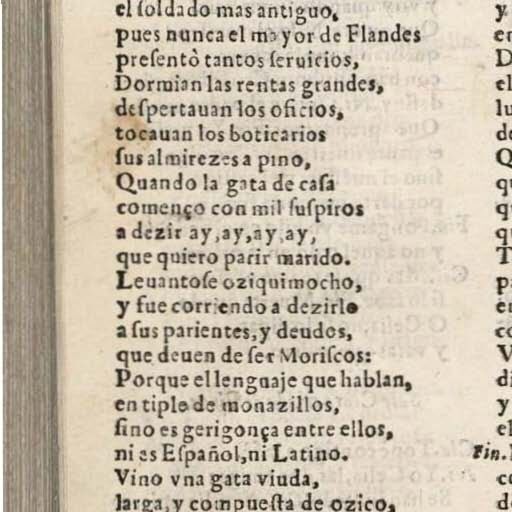 el soldado mas antiguo,
pues nunca el mayor de Flandes
presentò tantos seruicios,
Dormian las rentas grandes,
despertauan los oficios,
tocauan los boticarios
sus almirezes a pino,
Quando la gata de casa
començo con mil suspiros
a dezir ay, ay, ay, ay,
que quiero parir marido.
Leuantose oziquimocho,
y fue corriendo a dezirle
a sus parientes, y deudos,
que deuen de ser Moriscos:
Porque el lenguaje que hablan,
en tiple de monazillos,
sino es gerigonça entre ellos,
ni es Español, ni Latino.
Vino vna gata viuda,
larga, y compuesta de ozico,
Fin.